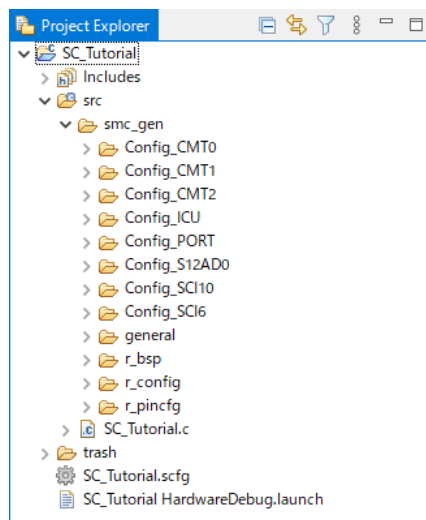 Project Explorer
SC_Tutorial
Includes
src
smc_gen
Config_CMT0
Config_CMT1
Config_CMT2
Config_ICU
Config_PORT
Config_S12AD0
Config_SCI10
Config_SCI6
general
r_bsp
r_config
r_pincfg
SC_Tutorial.c
trash
SC_Tutorial.scfg
SC_Tutorial HardwareDebug.launch